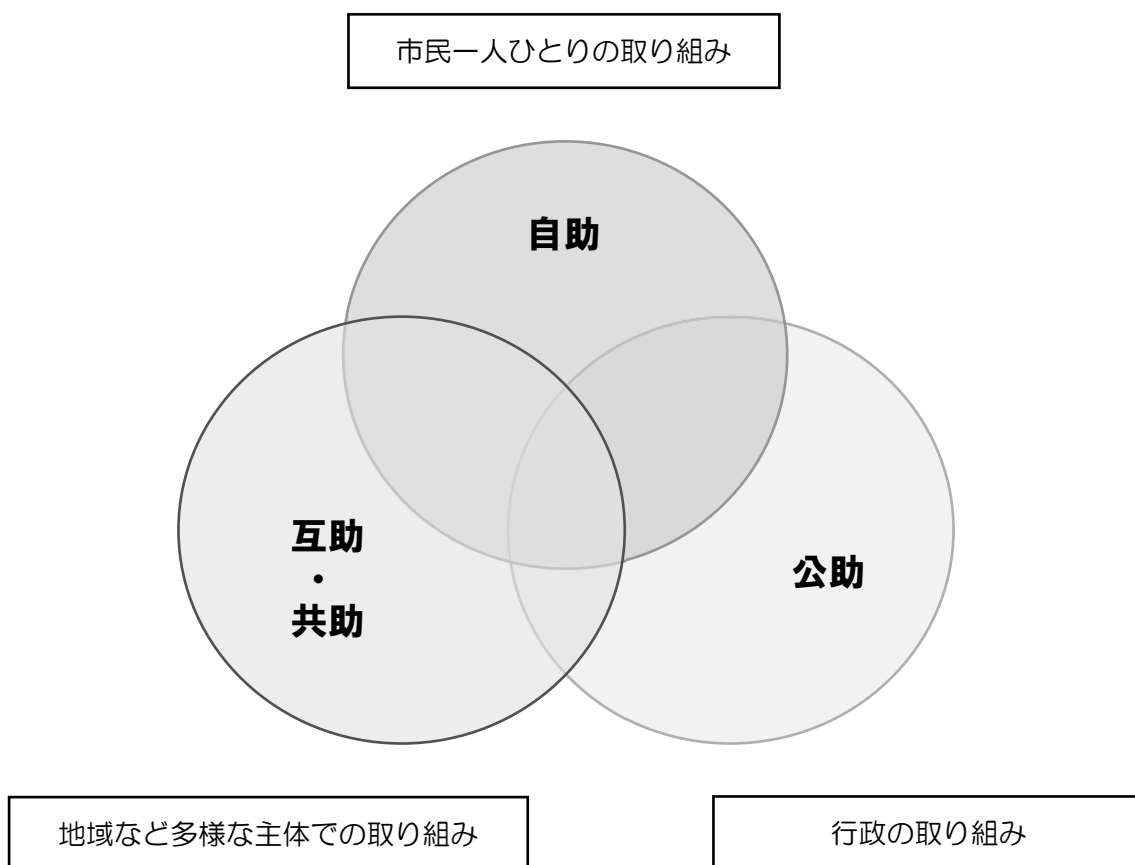 市民一人ひとりの取り組み
自助
互助
・
共助
公助
地域など多様な主体での取り組み
行政の取り組み